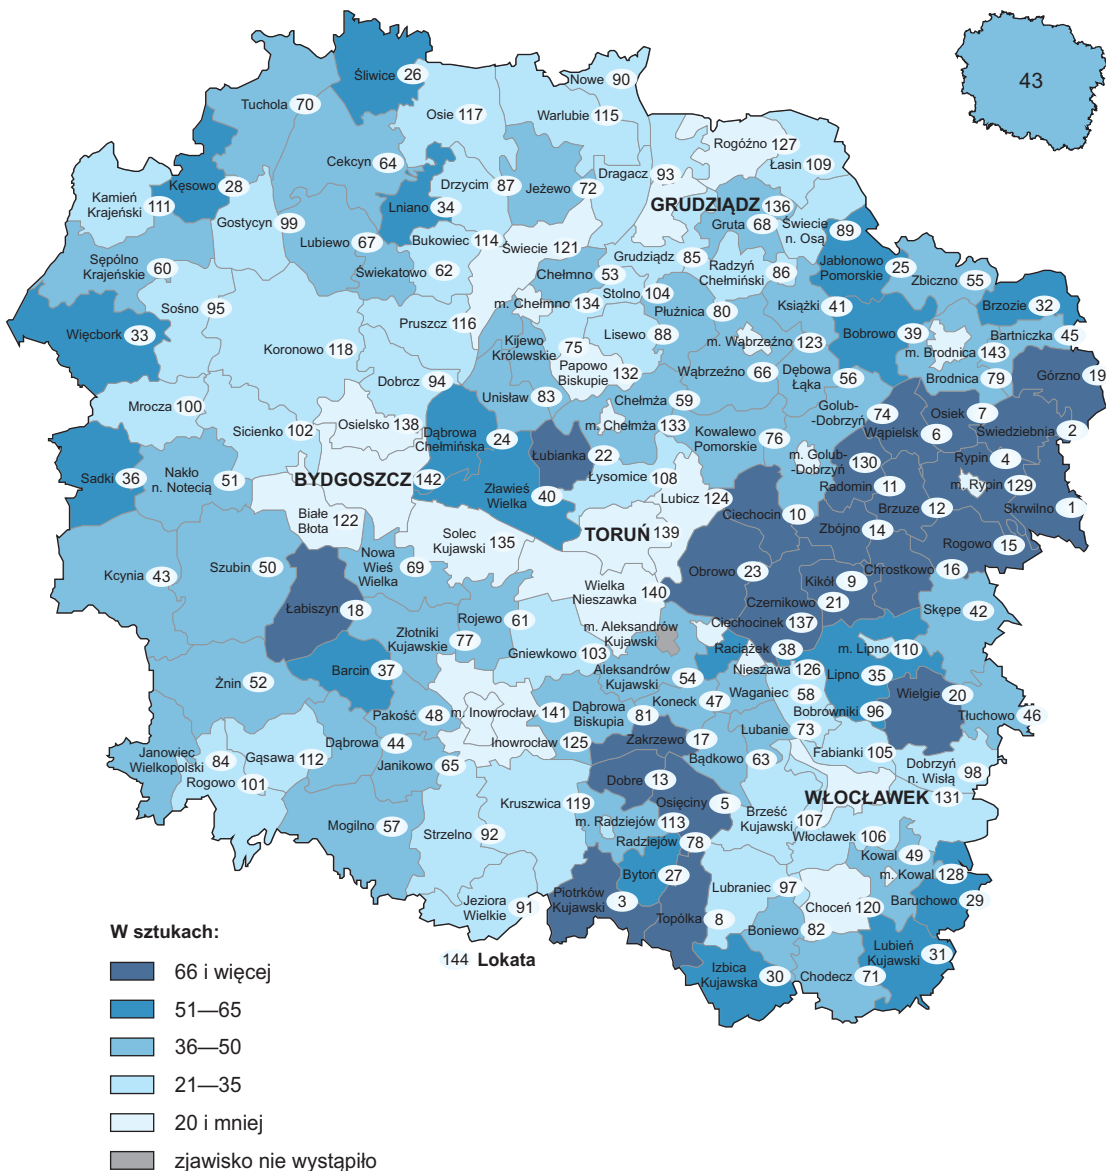 43
Śliwice 26
Nowe 90
Tuchola 70
Osie 117
Warlubie 115
Rogóźno 127
Cekcyn 64
Łasin 109
Dragacz 93
Kęsowo 28
Drzycim 87
Jeżewo 72
Kamień
Krajeński 111
Lniano 34
GRUDZIĄDZ 136
Gostycyn 99
Gruta 68
Świecie
n. Osą 89
Lubiewo 67
Bukowiec 114
Świecie 121
Sępólno
Krajeńskie 60
Świekatowo 62
Grudziądz 85
Radzyń
Chełmiński 86
Jabłonowo
Pomorskie 25
Zbiczno 55
Chełmno 53
Sośno 95
m. Chełmno 134
Stolno 104
Książki 41
Brzozie 32
Płużnica 80
Więcbork 33
Pruszcz 116
Lisewo 88
m. Wąbrzeźno 123
Bobrowo 39
Bartniczka 45
Koronowo 118
Kijewo
Królewskie 75
m. Brodnica 143
Papowo
Biskupie 132
Wąbrzeźno 66
Dębowa
Łąka 56
Brodnica 79
Górzno 19
Dobrcz 94
Unisław 83
Chełmża 59
Mrocza 100
Golub-
-Dobrzyń 74
Osiek 7
Sicienko 102
Osielsko 138
Dąbrowa
Chełmińska 24
m. Chełmża 133
Kowalewo
Pomorskie 76
Wąpielsk 6
Świedziebnia 2
Łubianka 22
m. Golub-
-Dobrzyń 130
Rypin 4
Sadki 36
Nakło
n. Notecią 51
BYDGOSZCZ 142
Łysomice 108
Radomin 11
m. Rypin 129
Zławieś
Wielka 40
Lubicz 124
Ciechocin 10
Brzuze 12
Skrwilno 1
Białe
Błota 122
TORUŃ 139
Zbójno 14
Solec
Kujawski 135
Rogowo 15
Nowa
Wieś
Wielka 69
Szubin 50
Obrowo 23
Chrostkowo 16
Kcynia 43
Kikół 9
Wielka
Nieszawka 140
Czernikowo 21
Łabiszyn 18
Rojewo 61
Ciechocinek 137
Skępe 42
Złotniki
Kujawskie 77
m. Aleksandrów
Kujawski
Raciążek 38
m. Lipno 110
Gniewkowo 103
Barcin 37
Aleksandrów
Kujawski 54
Nieszawa 126
Lipno 35
Żnin 52
Waganiec 58
Wielgie 20
Koneck 47
Pakość 48
m. Inowrocław 141
Dąbrowa
Biskupia 81
Bobrowniki 96
Tłuchowo 46
Lubanie 73
Dąbrowa 44
Inowrocław 125
Zakrzewo 17
Janowiec
Wielkopolski 84
Gąsawa 112
Janikowo 65
Bądkowo 63
Fabianki 105
Dobrzyń
n. Wisłą 98
Rogowo 101
Dobre 13
WŁOCŁAWEK 131
Kruszwica 119
Osięciny 5
Brześć
Kujawski 107
m. Radziejów 113
Mogilno 57
Strzelno 92
Radziejów 78
Włocławek 106
Kowal 49
Bytoń 27
m. Kowal 128
Lubraniec 97
Baruchowo 29
Jeziora
Wielkie 91
Piotrków
Kujawski 3
Topólka 8
Choceń 120
Boniewo 82
Lubień
Kujawski 31
Izbica
Kujawska 30
Chodecz 71
144 Lokata
W sztukach:
66 i więcej
51—65
36—50
21—35
20 i mniej
zjawisko nie wystąpiło